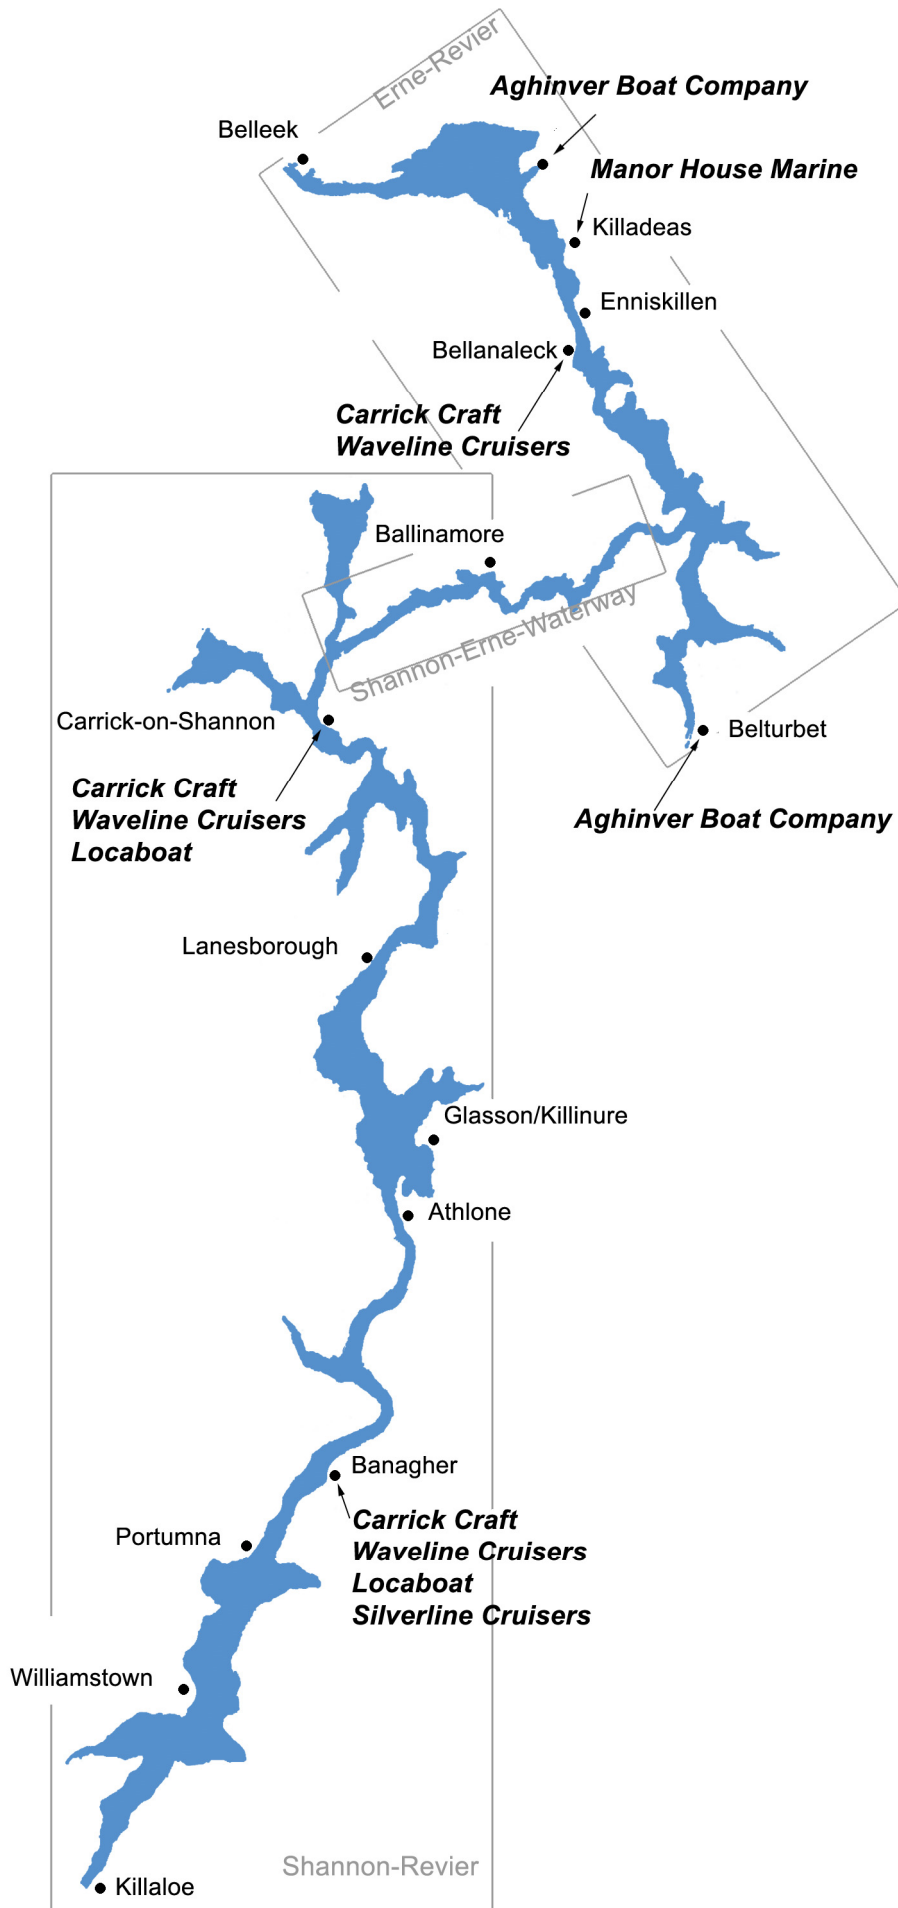 Erne-Revier
Aghinver Boat Company
Belleek
Manor House Marine
Killadeas
Enniskillen
Bellanaleck
Carrick Craft
Waveline Cruisers
Ballinamore
Shannon-Erne-Waterway
Carrick-on-Shannon
Belturbet
Carrick Craft
Waveline Cruisers
Locaboat
Aghinver Boat Company
Lanesborough
Glasson/Killinure
Athlone
Banagher
Carrick Craft
Waveline Cruisers
Locaboat
Silverline Cruisers
Portumna
Williamstown
Shannon-Revier
Killaloe